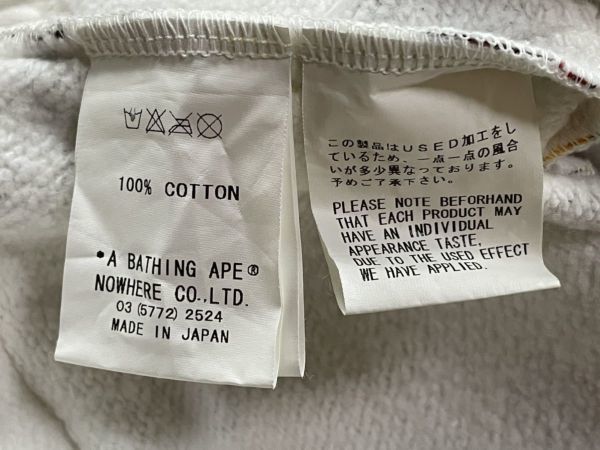 100% COTTON
*A BATHING APE®
NOWHERE CO.,LTD.
03 (5772) 2524
MADE IN JAPAN
この製品はUSED加工をし
ているため、一点一点の風合
いが多少異なっております。
予めご了承下さい。
PLEASE NOTE BEFORHAND
THAT EACH PRODUCT MAY
HAVE AN INDIVIDUAL
APPEARANCE TASTE,
DUE TO THE USED EFFECT
WE HAVE APPLIED.